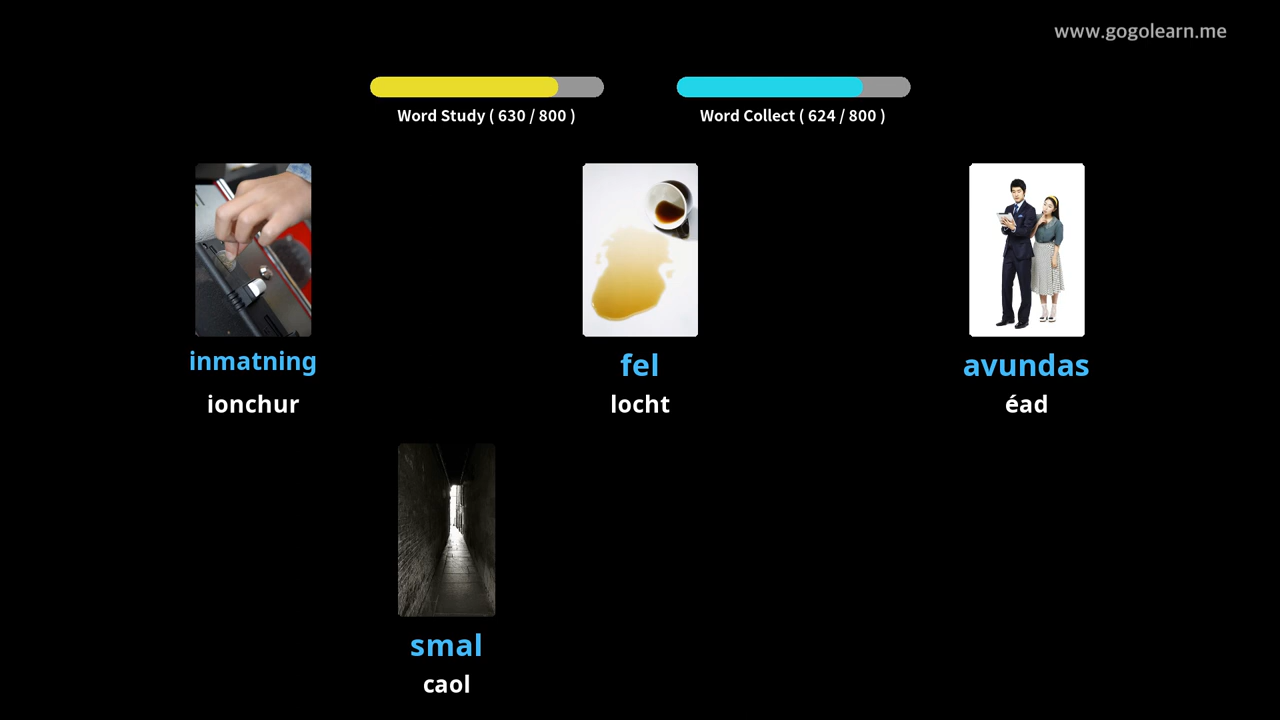 www.gogolearn.me
Word Study ( 630 / 800 )
Word Collect ( 624 / 800 )
inmatning
ionchur
fel
locht
avundas
éad
smal
caol